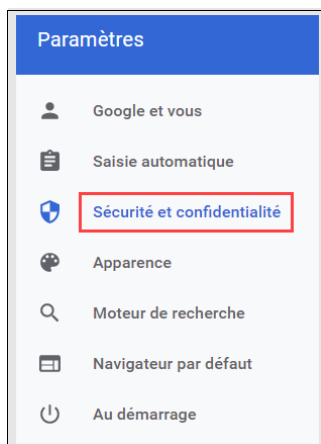 Paramètres
Google et vous
Saisie automatique
Sécurité et confidentialité
Apparence
Moteur de recherche
Navigateur par défaut
Au démarrage